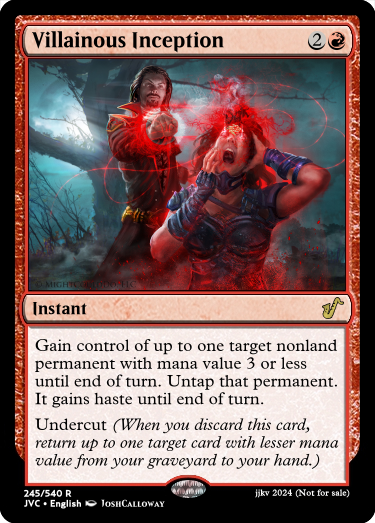 Villainous Inception 2
Instant
Gain control of up to one target nonland
permanent with mana value 3 or less
until end of turn. Untap that permanent.
It gains haste until end of turn.
Undercut (When you discard this card,
return up to one target card with lesser mana
value from your graveyard to your hand.)
245/540 R
jjkv 2024 (Not for sale)
JVC • English JoshCalloway